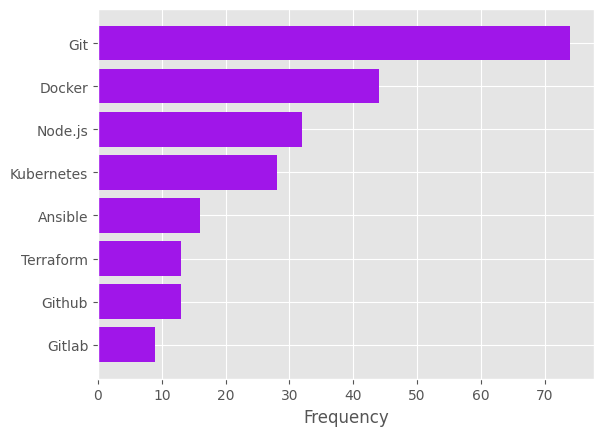 Git
Docker
Node.js
Kubernetes
Ansible
Terraform
Github
Gitlab
0 10 20 30 40 50 60 70
Frequency